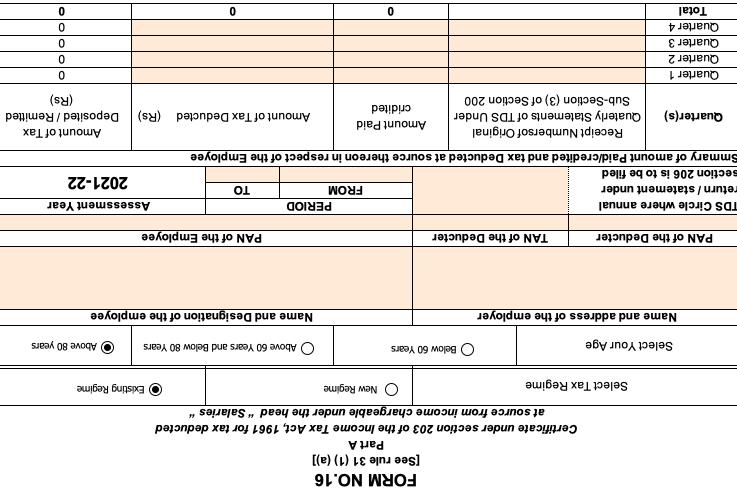 FORM NO.16
[See rule 31 (1) (a)]
Part A
Certificate under section 203 of the Income Tax Act, 1961 for tax deducted
at source from income chargeable under the head " Salaries "
Select Tax Regime New Regime Existing Regime
Select Your Age Below 60 Years Above 60 Years and Below 80 Years Above 80 years
Name and address of the employer Name and Designation of the employee
PAN of the Deducter TAN of the Deducter PAN of the Employee
TDS Circle where annual
return / statement under
section 206 is to be filed
PERIOD Assessment Year
FROM TO 2021-22
Smmary of amount Paid/credited and tax Deducted at source thereon in respect of the Employee
Quarter(s)
Receipt Numbersof Original
Quaterly Statements of TDS Under
Sub-Section (3) of Section 200
Amount Paid
cridited
Amount of Tax Deducted (Rs)
Amount of Tax
Deposited / Remitted
(Rs)
Quarter 1 0
Quarter 2 0
Quarter 3 0
Quarter 4 0
Total 0 0 0